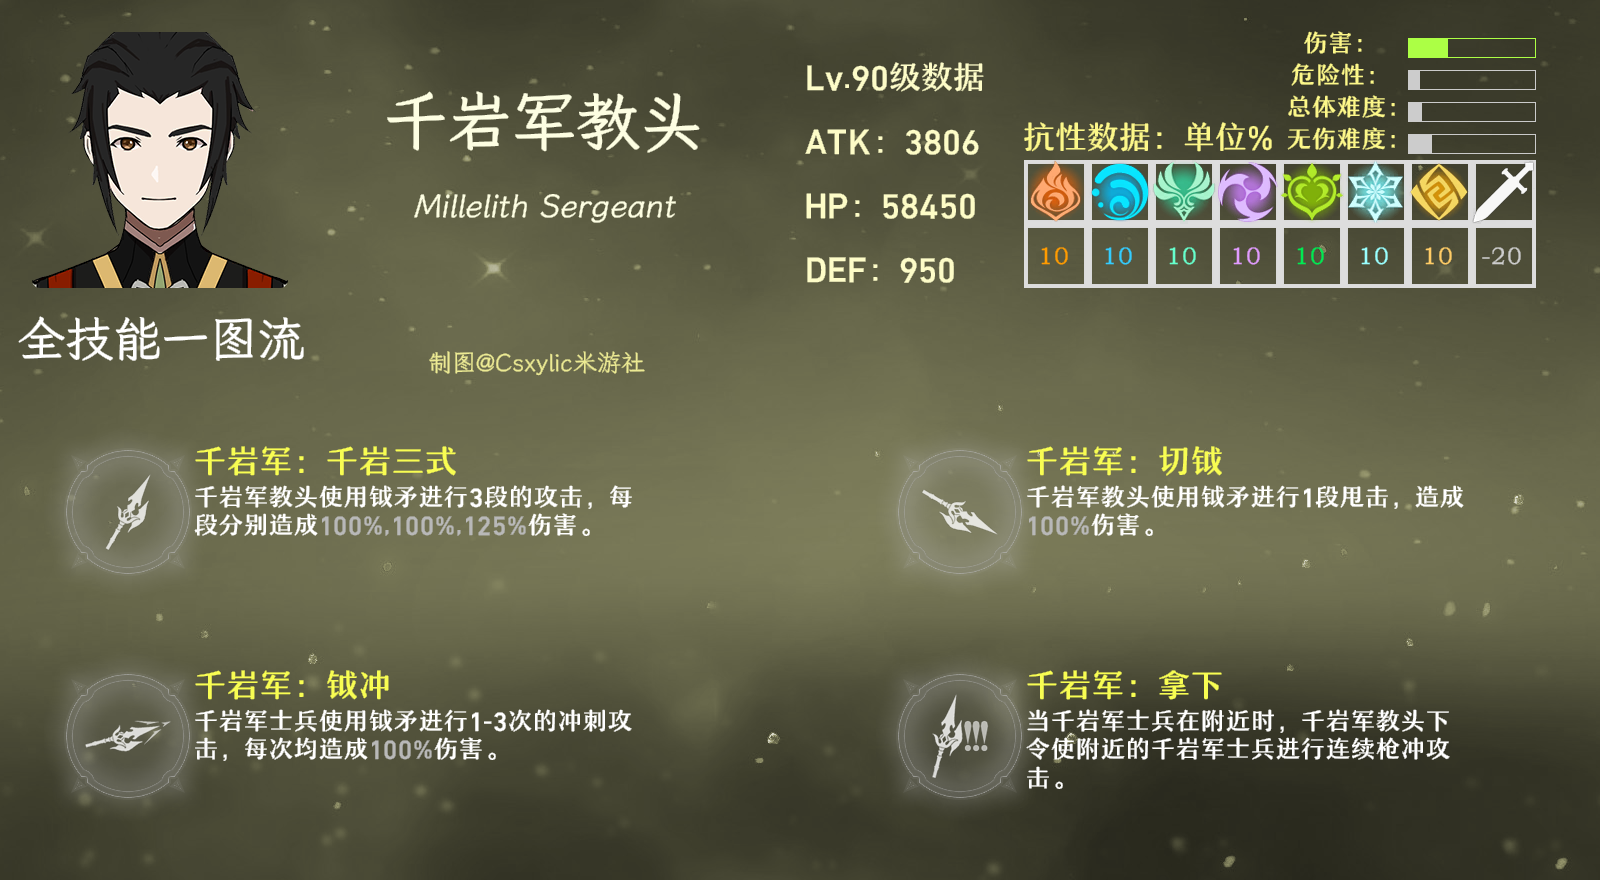 千岩军教头
Millelith Sergeant
全技能一图流
制图@Csxylic米游社
Lv.90级数据
ATK：3806
HP：58450
DEF：950
伤害：
危险性：
总体难度：
无伤难度：
抗性数据：单位%
10 10 10 10 10 10 10 -20
千岩军：千岩三式
千岩军教头使用钺矛进行3段的攻击，每
段分别造成100%,100%,125%伤害。
千岩军：切钺
千岩军教头使用钺矛进行1段甩击，造成
100%伤害。
千岩军：钺冲
千岩军士兵使用钺矛进行1-3次的冲刺攻
击，每次均造成100%伤害。
千岩军：拿下
当千岩军士兵在附近时，千岩军教头下
令使附近的千岩军士兵进行连续枪冲攻
击。